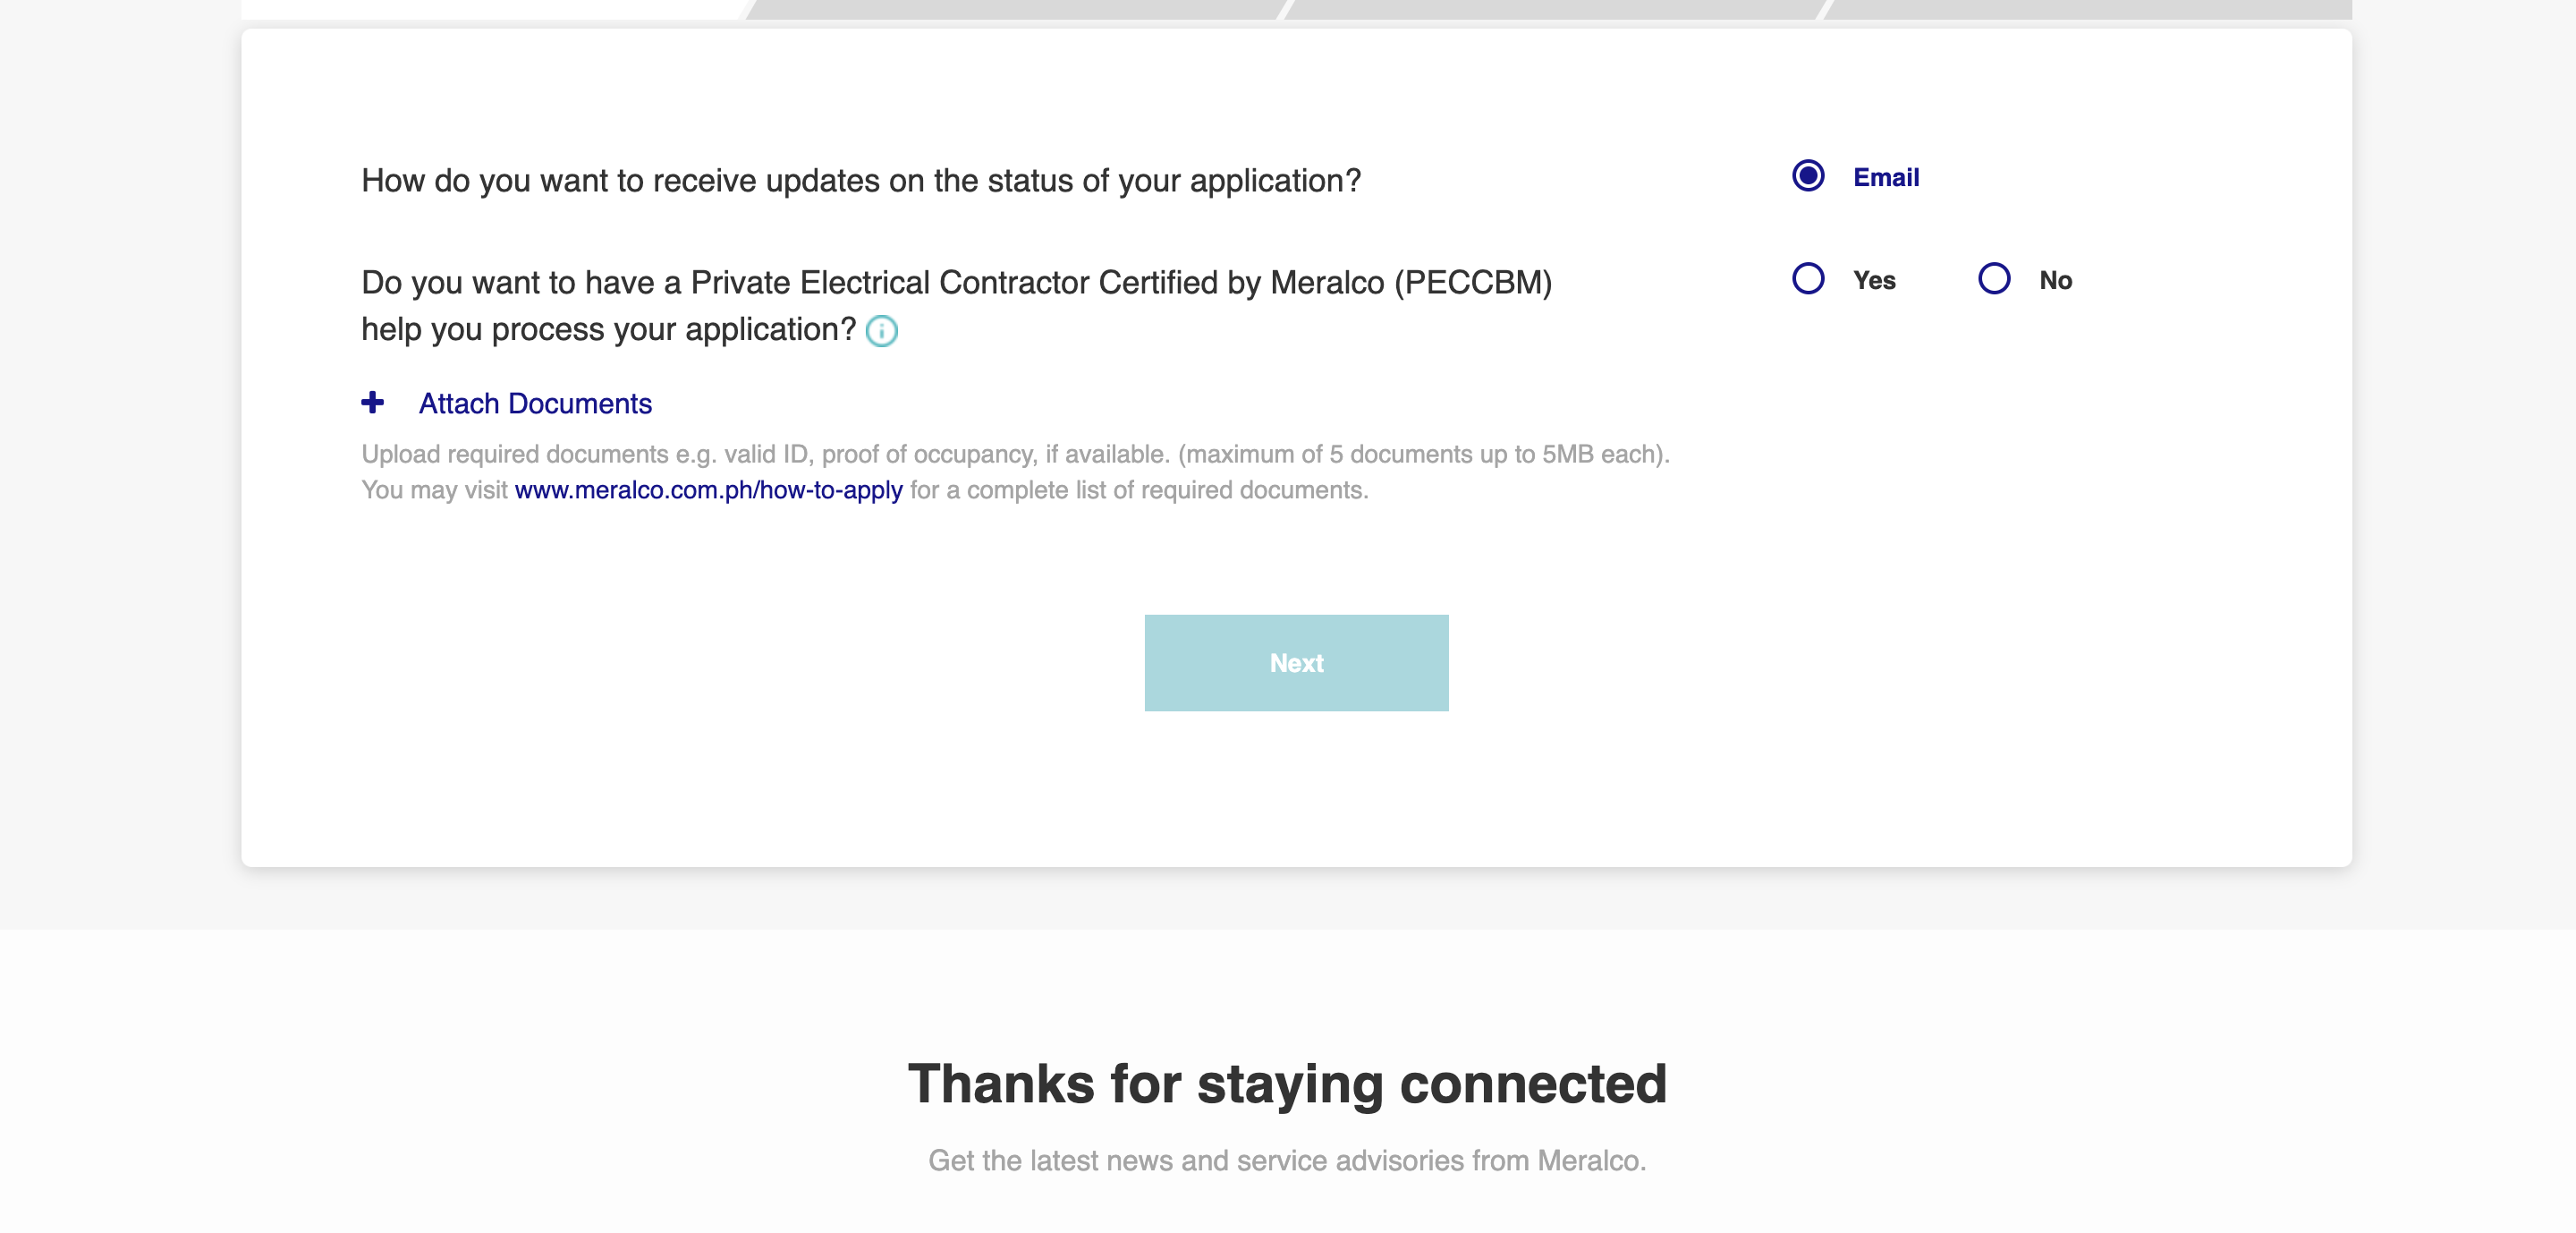 How do you want to receive updates on the status of your application?
Email
Do you want to have a Private Electrical Contractor Certified by Meralco (PECCBM)
help you process your application?
Yes
No
Attach Documents
Upload required documents e.g. valid ID, proof of occupancy, if available. (maximum of 5 documents up to 5MB each).
You may visit www.meralco.com.ph/how-to-apply for a complete list of required documents.
Next
Thanks for staying connected
Get the latest news and service advisories from Meralco.